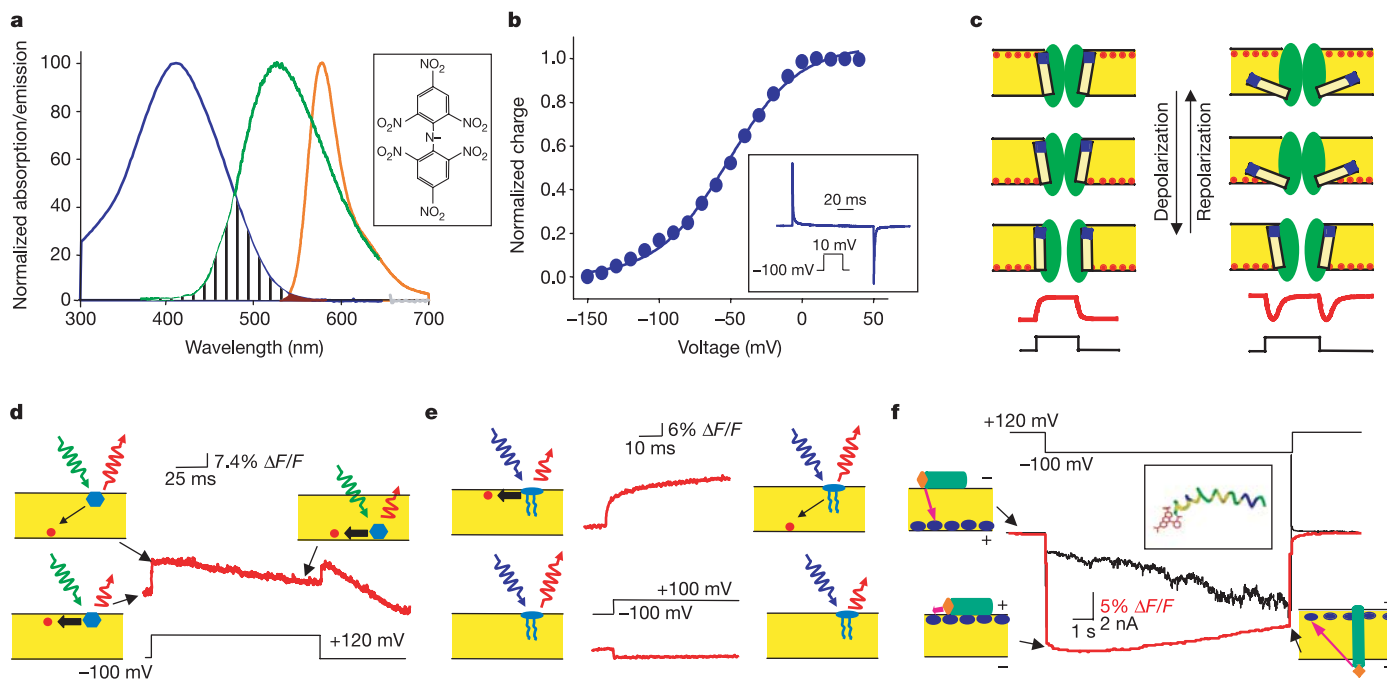 a
Normalized absorption/emission
100
80
60
40
20
0
300
400
500
600
700
Wavelength (nm)
NO₂
O₂N
NO₂
N–
O₂N
NO₂
NO₂
b
Normalized charge
1.0
0.8
0.6
0.4
0.2
0.0
−150
−100
−50
0
50
Voltage (mV)
20 ms
10 mV
−100 mV
c
Depolarization
Repolarization
d
7.4% ΔF/F
25 ms
−100 mV
+120 mV
e
6% ΔF/F
10 ms
+100 mV
−100 mV
f
+120 mV
−100 mV
−
+
+
−
5% ΔF/F
1 s
2 nA
+
−